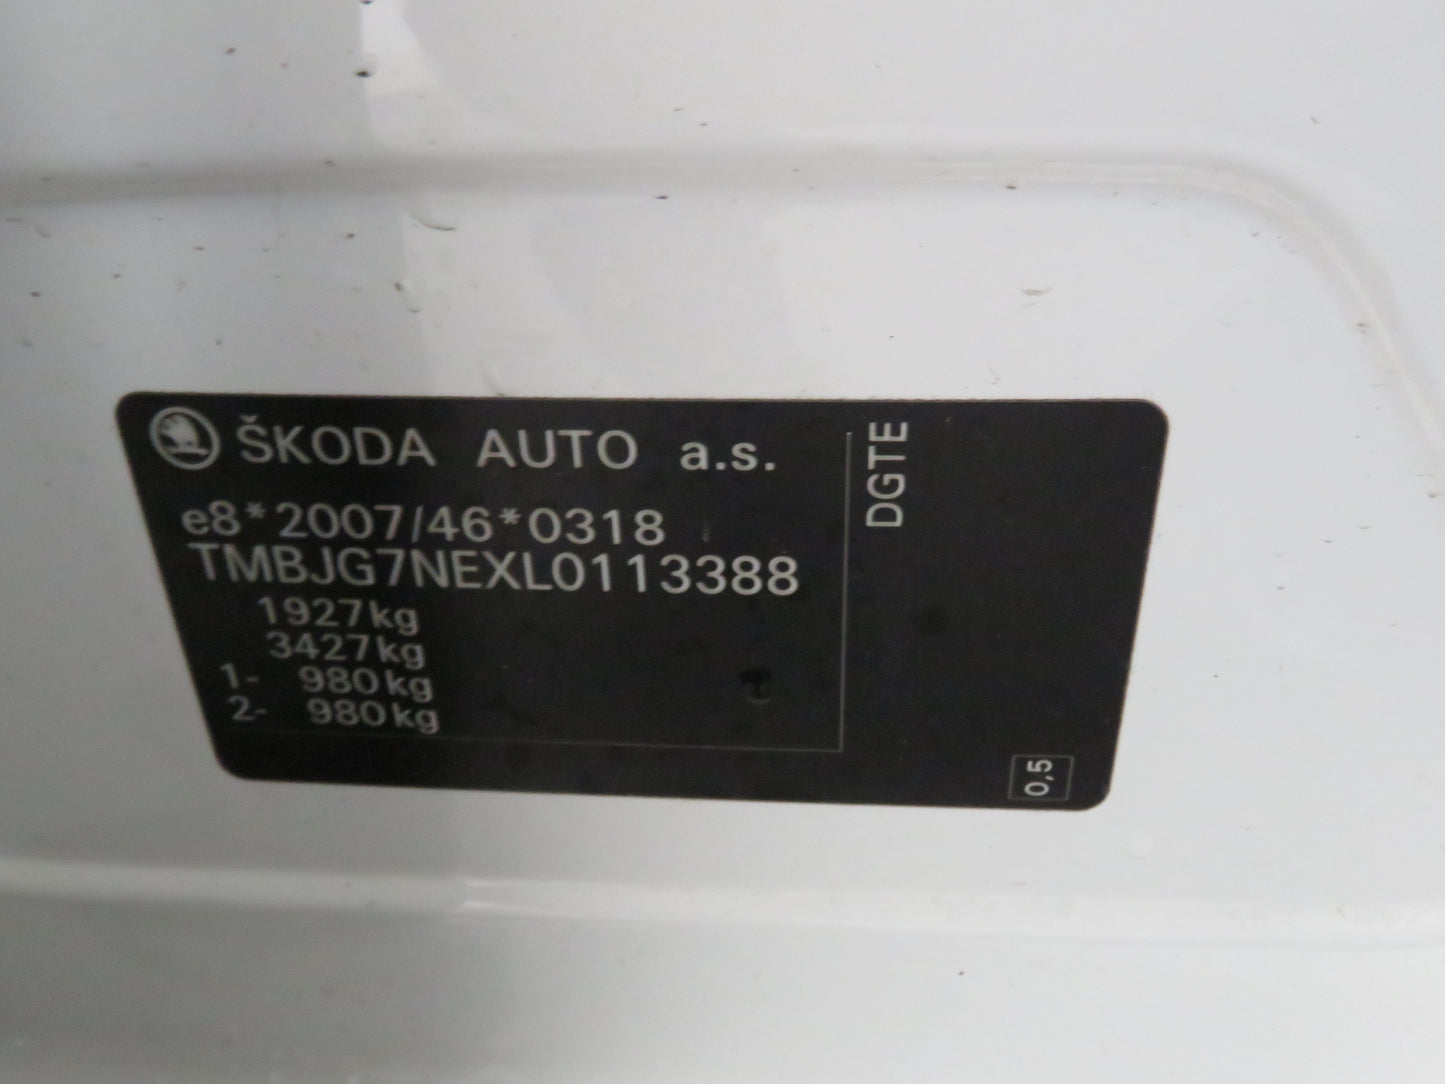 ŠKODA AUTO a.s.
e8*2007/46*0318
TMBJG7NEXL0113388
1927kg
3427kg
1- 980kg
2- 980kg
DGTE
0,5